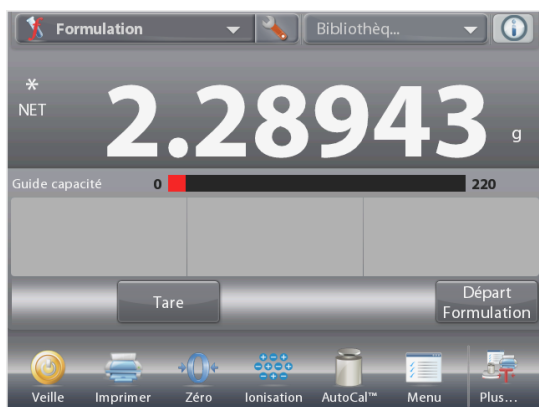 Formulation
Bibliothèq...
*
NET
2.28943 g
Guide capacité 0 220
Tare
Départ
Formulation
Veille Imprimer Zéro Ionisation AutoCal™ Menu Plus...